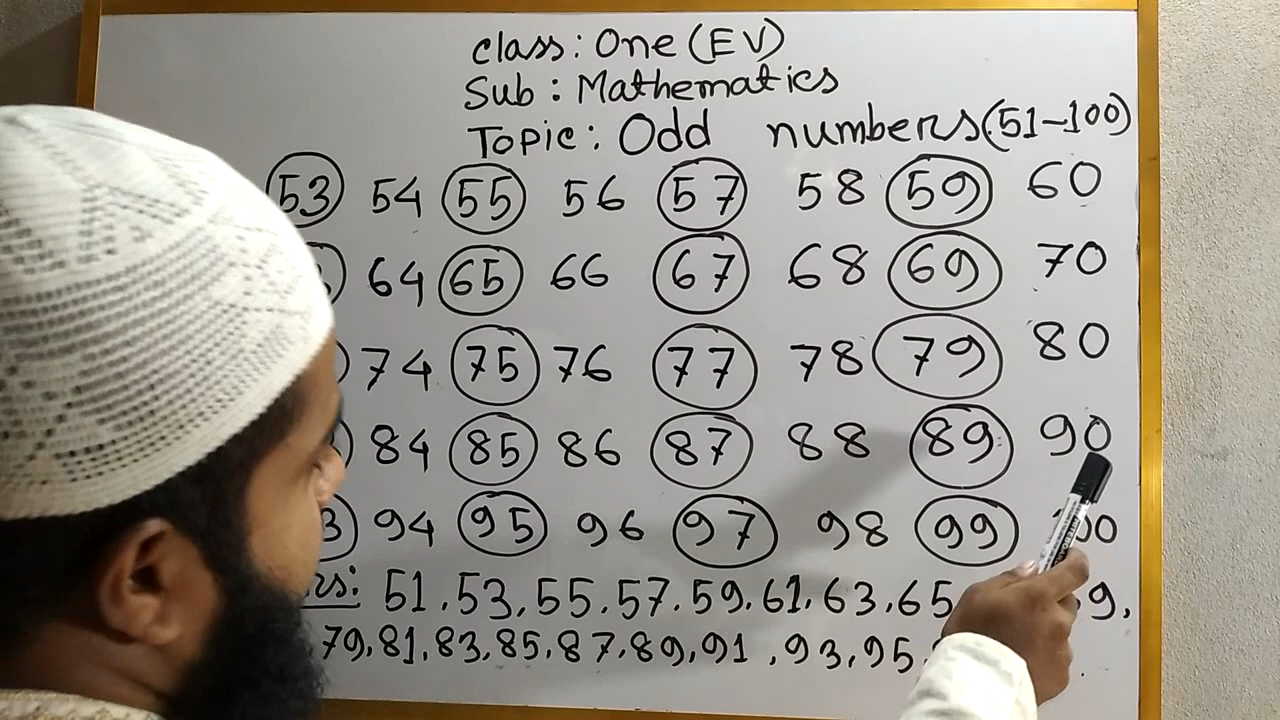 Class: One (EV)
Sub : Mathematics
Topic: Odd numbers (51-100)
53 54 55 56 57 58 59 60
64 65 66 67 68 69 70
74 75 76 77 78 79 80
84 85 86 87 88 89 90
94 95 96 97 98 99
51, 53, 55, 57, 59, 61, 63, 65
79, 81, 83, 85, 87, 89, 91, 93, 95